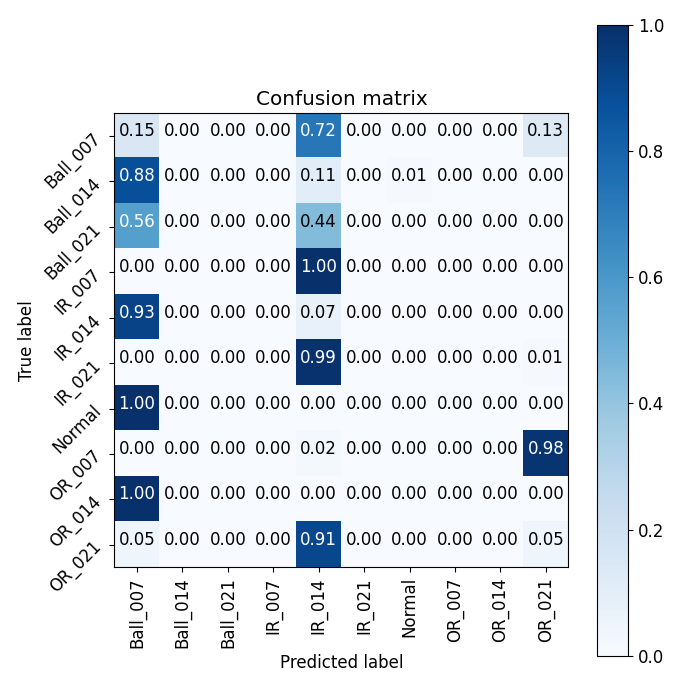 Confusion matrix
Ball_007 0.15 0.00 0.00 0.00 0.72 0.00 0.00 0.00 0.00 0.13
Ball_014 0.88 0.00 0.00 0.00 0.11 0.00 0.01 0.00 0.00 0.00
Ball_021 0.56 0.00 0.00 0.00 0.44 0.00 0.00 0.00 0.00 0.00
IR_007 0.00 0.00 0.00 0.00 1.00 0.00 0.00 0.00 0.00 0.00
IR_014 0.93 0.00 0.00 0.00 0.07 0.00 0.00 0.00 0.00 0.00
IR_021 0.00 0.00 0.00 0.00 0.99 0.00 0.00 0.00 0.00 0.01
Normal 1.00 0.00 0.00 0.00 0.00 0.00 0.00 0.00 0.00 0.00
OR_007 0.00 0.00 0.00 0.00 0.02 0.00 0.00 0.00 0.00 0.98
OR_014 1.00 0.00 0.00 0.00 0.00 0.00 0.00 0.00 0.00 0.00
OR_021 0.05 0.00 0.00 0.00 0.91 0.00 0.00 0.00 0.00 0.05
Ball_007 Ball_014 Ball_021 IR_007 IR_014 IR_021 Normal OR_007 OR_014 OR_021
Predicted label
True label
1.0
0.8
0.6
0.4
0.2
0.0